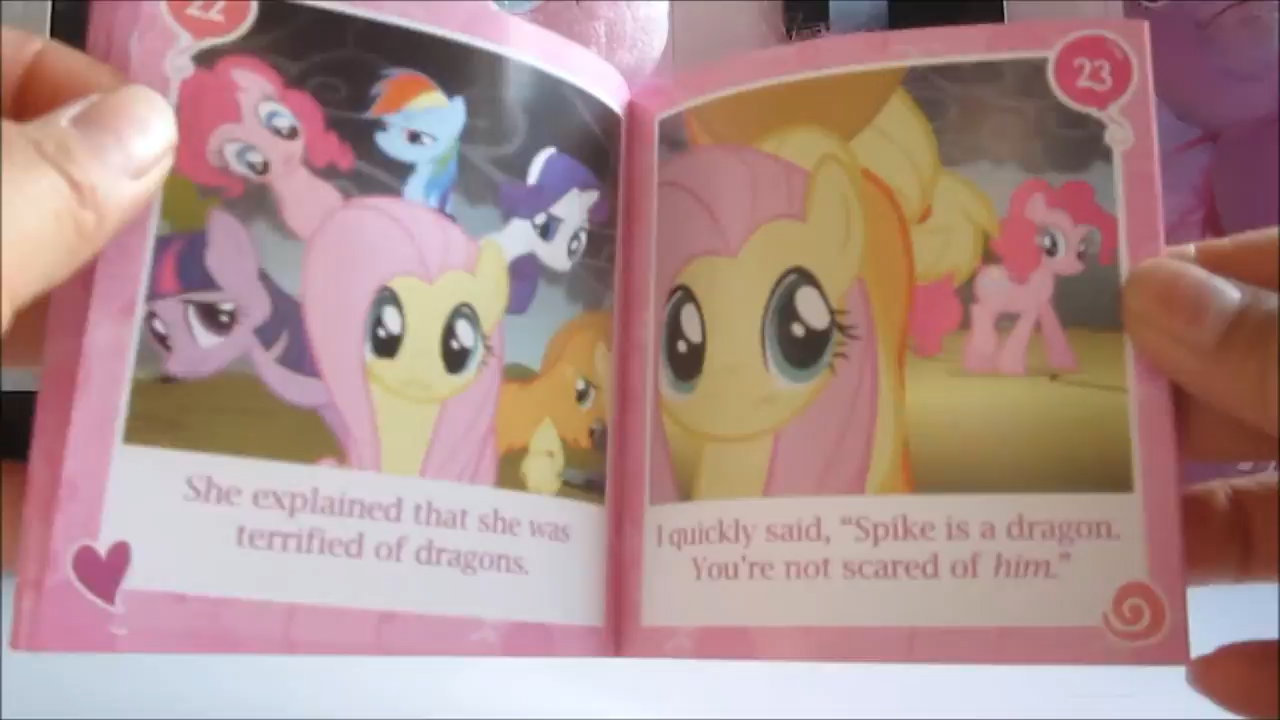 22
She explained that she was
terrified of dragons.
23
I quickly said, “Spike is a dragon.
You’re not scared of him.”